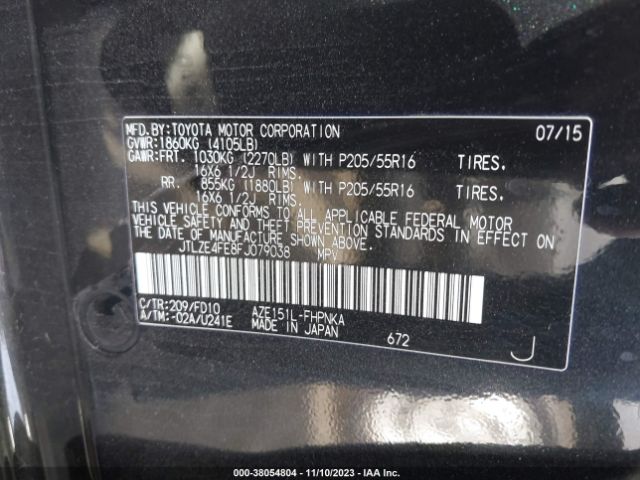 MFD.BY:TOYOTA MOTOR CORPORATION 07/15
GVWR:1860KG (4105LB)
GAWR:FRT. 1030KG (2270LB) WITH P205/55R16 TIRES.
16X6 1/2J RIMS.
RR. 855KG (1880LB) WITH P205/55R16 TIRES.
16X6 1/2J RIMS.
THIS VEHICLE CONFORMS TO ALL APPLICABLE FEDERAL MOTOR
VEHICLE SAFETY AND THEFT PREVENTION STANDARDS IN EFFECT ON
THE DATE OF MANUFACTURE SHOWN ABOVE.
JTLZE4FE8FJ079038 MPV
C/TR:209/FD10 AZE151L-FHPNKA
A/TM:-02A/U241E MADE IN JAPAN 672 J
000-38054804 — 11/10/2023 — IAA Inc.